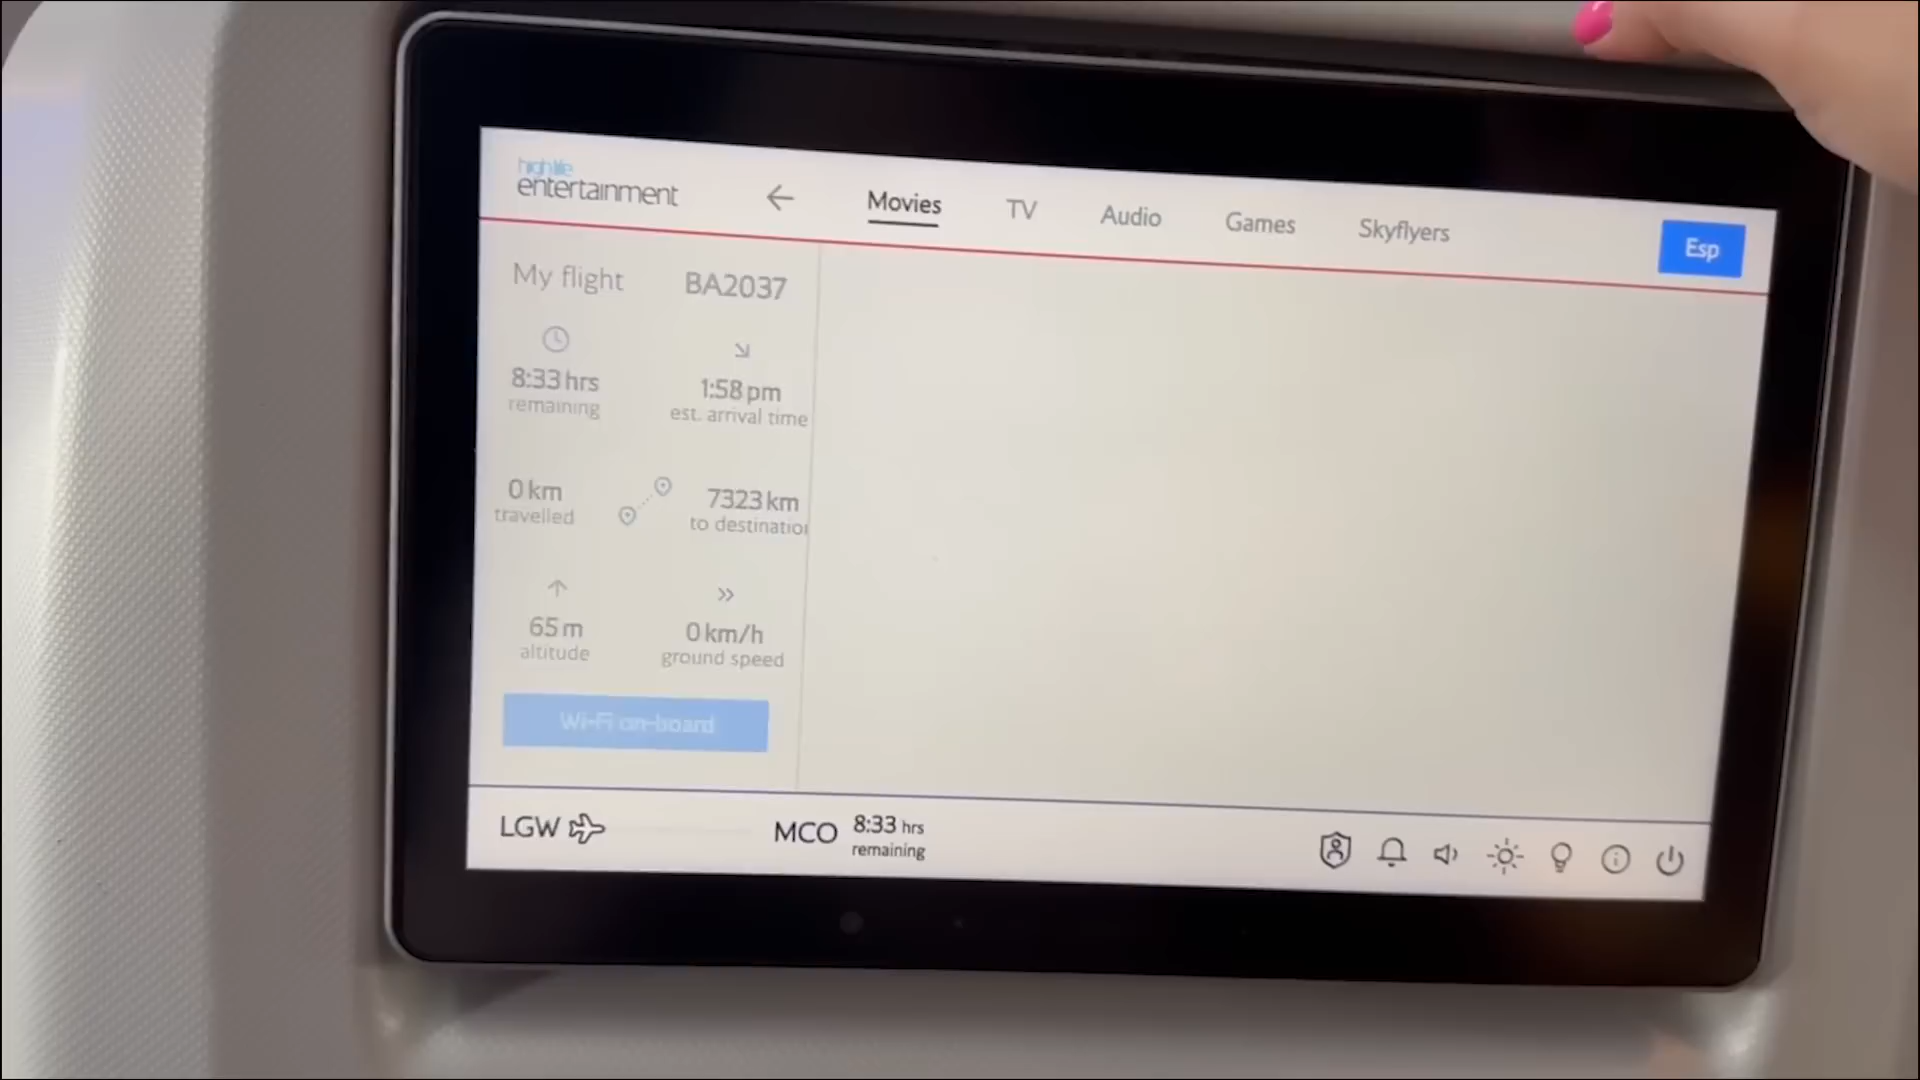 high life
entertainment
Movies
TV
Audio
Games
Skyflyers
Esp
My flight
BA2037
8:33 hrs
remaining
1:58 pm
est. arrival time
0 km
travelled
7323 km
to destination
65 m
altitude
0 km/h
ground speed
Wi-Fi on-board
LGW
MCO
8:33 hrs
remaining